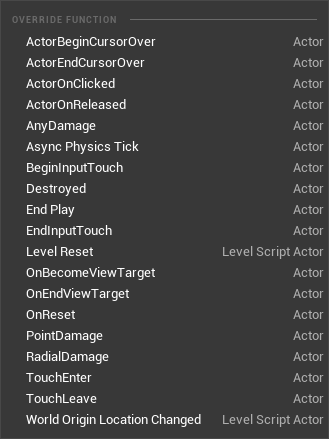 OVERRIDE FUNCTION
ActorBeginCursorOver Actor
ActorEndCursorOver Actor
ActorOnClicked Actor
ActorOnReleased Actor
AnyDamage Actor
Async Physics Tick Actor
BeginInputTouch Actor
Destroyed Actor
End Play Actor
EndInputTouch Actor
Level Reset Level Script Actor
OnBecomeViewTarget Actor
OnEndViewTarget Actor
OnReset Actor
PointDamage Actor
RadialDamage Actor
TouchEnter Actor
TouchLeave Actor
World Origin Location Changed Level Script Actor